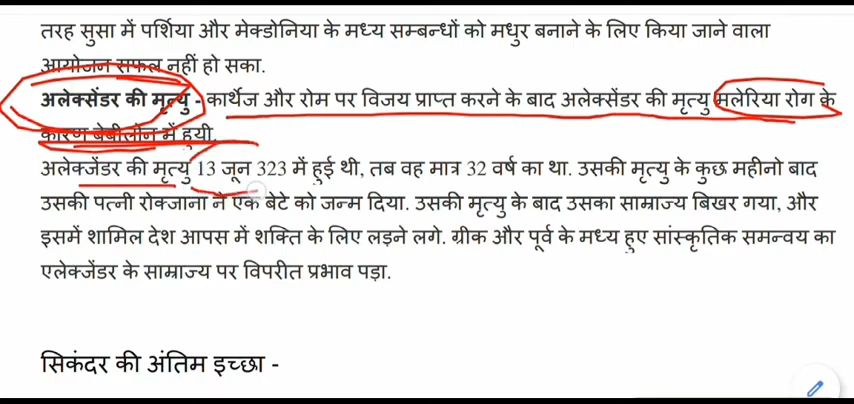 तरह सुसा में पर्शिया और मेक्डोनिया के मध्य सम्बन्धों को मधुर बनाने के लिए किया जाने वाला
आयोजन सफल नहीं हो सका.
अलेक्सेंडर की मृत्यु - कार्थेज और रोम पर विजय प्राप्त करने के बाद अलेक्सेंडर की मृत्यु मलेरिया रोग के
कारण बेबीलोन में हुयी.
अलेक्जेंडर की मृत्यु 13 जून 323 में हुई थी, तब वह मात्र 32 वर्ष का था. उसकी मृत्यु के कुछ महीनो बाद
उसकी पत्नी रोक्जाना ने एक बेटे को जन्म दिया. उसकी मृत्यु के बाद उसका साम्राज्य बिखर गया, और
इसमें शामिल देश आपस में शक्ति के लिए लड़ने लगे. ग्रीक और पूर्व के मध्य हुए सांस्कृतिक समन्वय का
एलेक्जेंडर के साम्राज्य पर विपरीत प्रभाव पड़ा.
सिकंदर की अंतिम इच्छा -